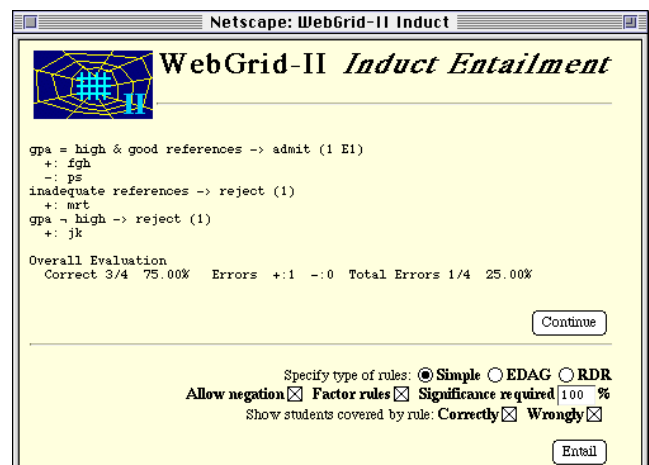 Netscape: WebGrid-II Induct
WebGrid-II Induct Entailment
II
gpa = high & good references -> admit (1 E1)
+: fgh
-: ps
inadequate references -> reject (1)
+: mrt
gpa ¬ high -> reject (1)
+: jk
Overall Evaluation
Correct 3/4 75.00% Errors +:1 -:0 Total Errors 1/4 25.00%
Continue
Specify type of rules: Simple EDAG RDR
Allow negation Factor rules Significance required 100 %
Show students covered by rule: Correctly Wrongly
Entail